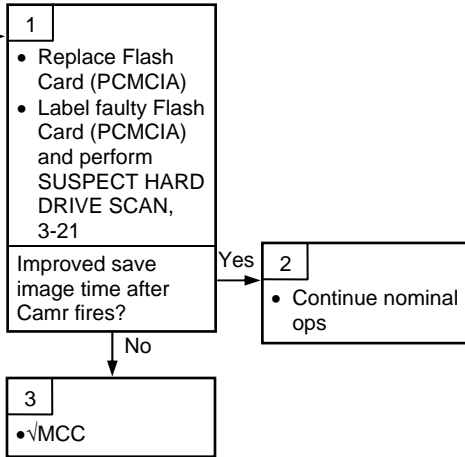 1
• Replace Flash
Card (PCMCIA)
• Label faulty Flash
Card (PCMCIA)
and perform
SUSPECT HARD
DRIVE SCAN,
3-21
Improved save
image time after
Camr fires?
Yes
2
• Continue nominal
ops
No
3
•√MCC